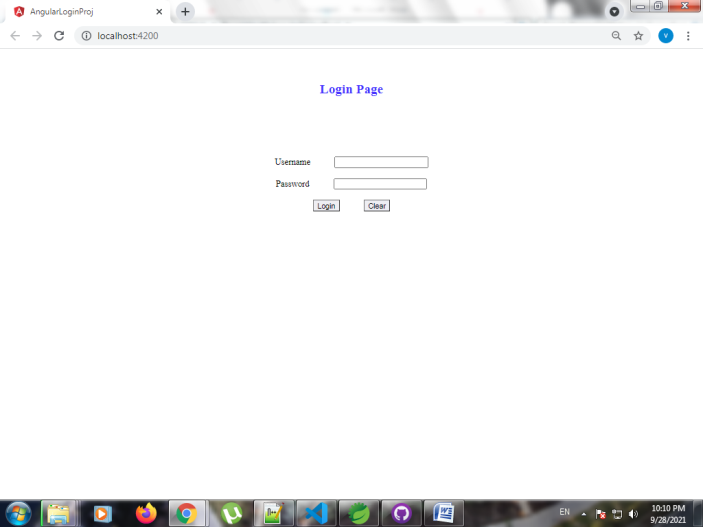 AngularLoginProj
localhost:4200
V
Login Page
Username
Password
Login
Clear
EN
10:10 PM
9/28/2021